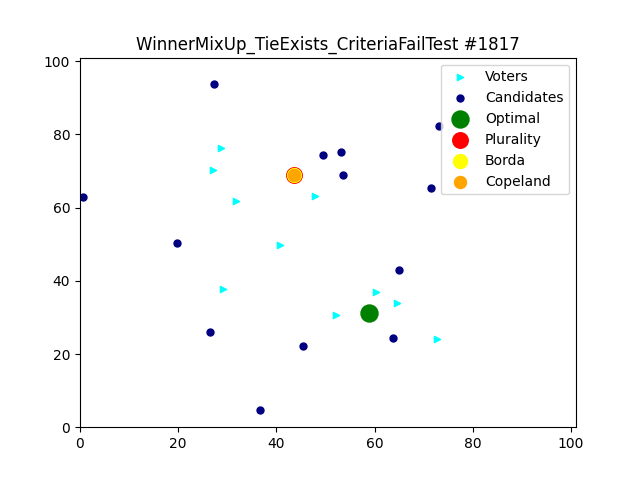 WinnerMixUp_TieExists_CriteriaFailTest #1817
100
80
60
40
20
0
0 20 40 60 80 100
Voters
Candidates
Optimal
Plurality
Borda
Copeland